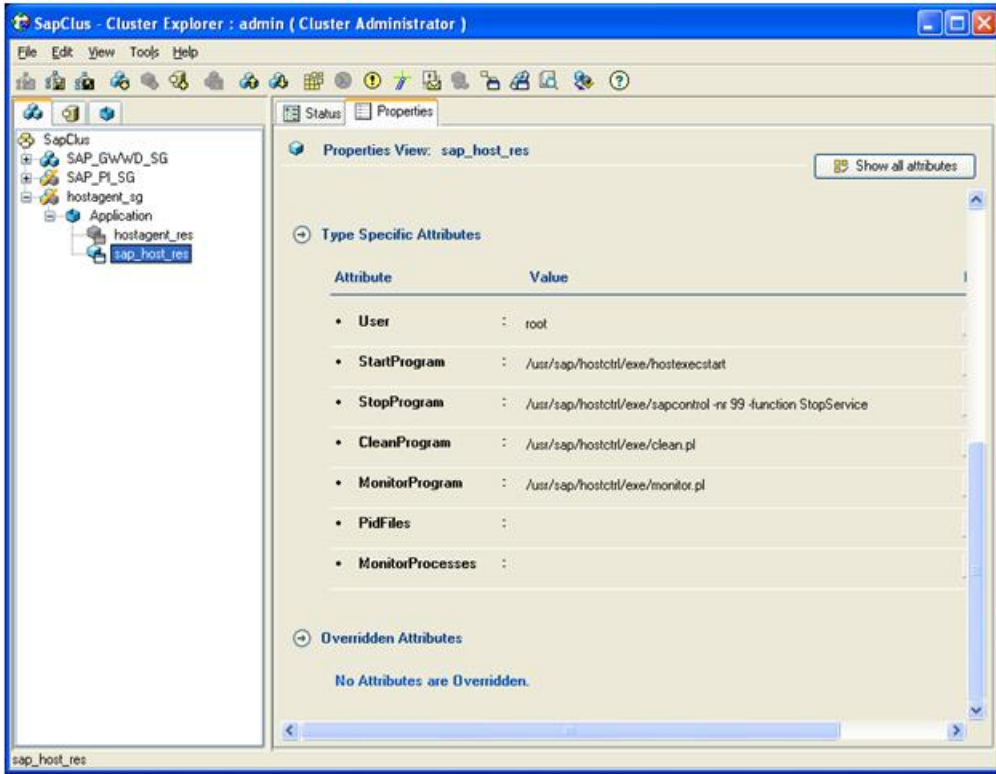 SapClus - Cluster Explorer : admin ( Cluster Administrator )
File Edit View Tools Help
Status Properties
SapClus
SAP_GWWD_SG
SAP_PI_SG
hostagent_sg
Application
hostagent_res
sap_host_res
Properties View: sap_host_res
Show all attributes
Type Specific Attributes
Attribute Value
• User : root
• StartProgram : /usr/sap/hostctrl/exe/hostexecstart
• StopProgram : /usr/sap/hostctrl/exe/sapcontrol -nr 99 -function StopService
• CleanProgram : /usr/sap/hostctrl/exe/clean.pl
• MonitorProgram : /usr/sap/hostctrl/exe/monitor.pl
• PidFiles :
• MonitorProcesses :
Overridden Attributes
No Attributes are Overridden.
sap_host_res